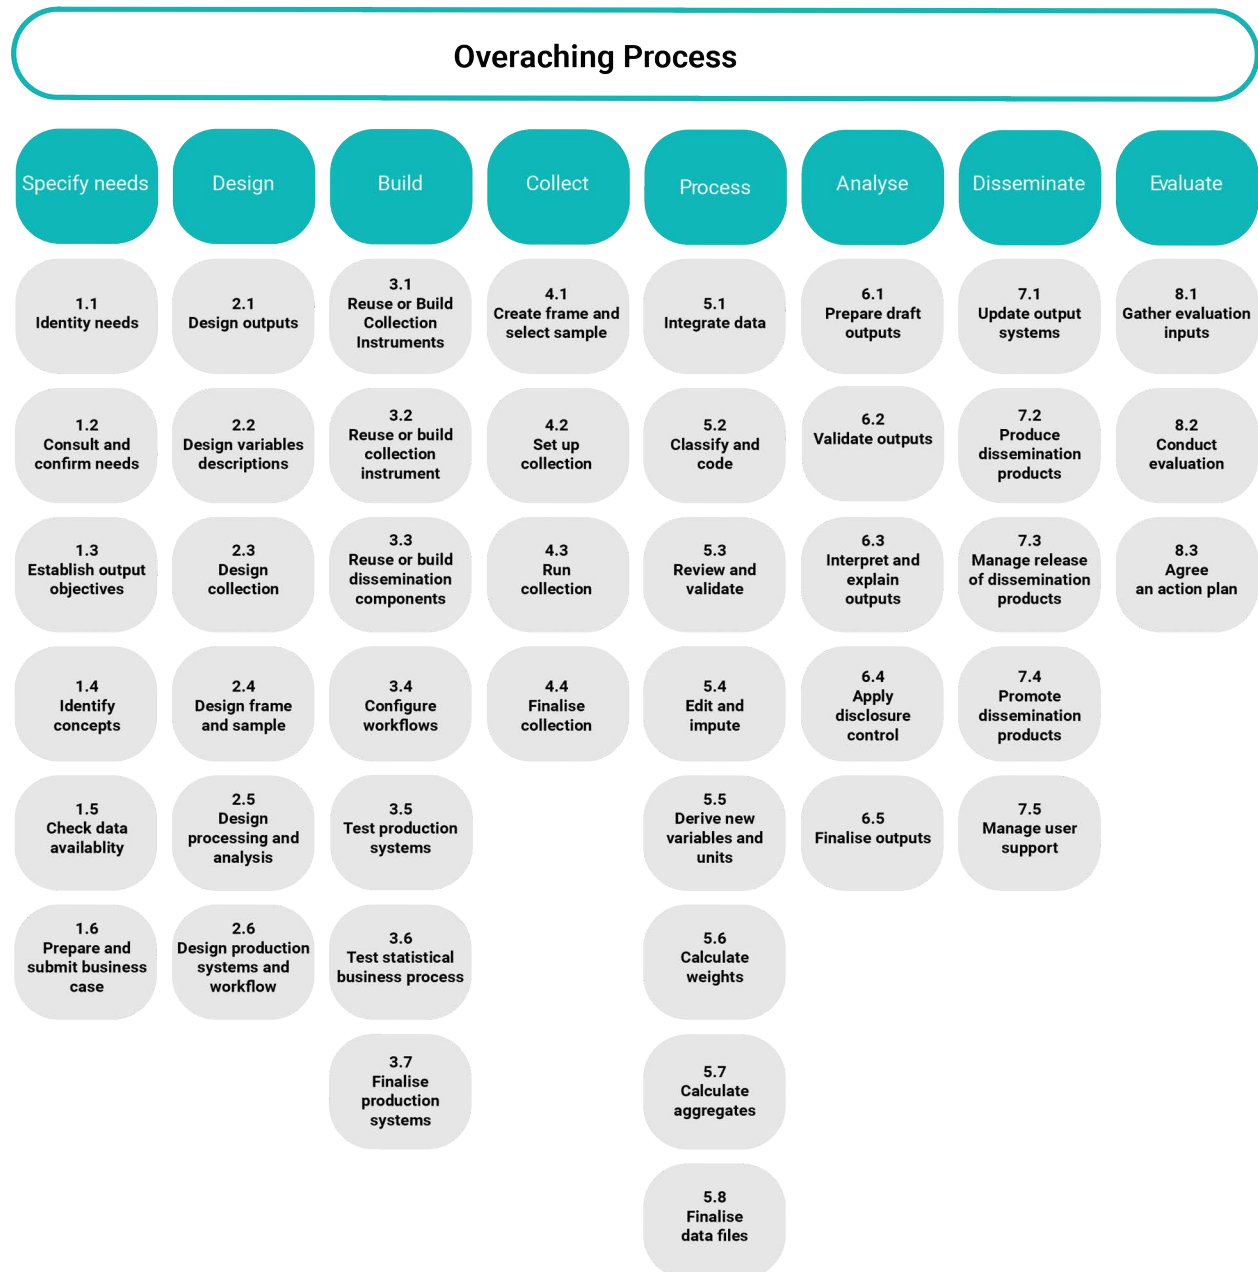 Overaching Process
Specify needs
Design
Build
Collect
Process
Analyse
Disseminate
Evaluate
1.1
Identity needs
1.2
Consult and
confirm needs
1.3
Establish output
objectives
1.4
Identify
concepts
1.5
Check data
availablity
1.6
Prepare and
submit business
case
2.1
Design outputs
2.2
Design variables
descriptions
2.3
Design
collection
2.4
Design frame
and sample
2.5
Design
processing and
analysis
2.6
Design production
systems and
workflow
3.1
Reuse or Build
Collection
Instruments
3.2
Reuse or build
collection
instrument
3.3
Reuse or build
dissemination
components
3.4
Configure
workflows
3.5
Test production
systems
3.6
Test statistical
business process
3.7
Finalise
production
systems
4.1
Create frame and
select sample
4.2
Set up
collection
4.3
Run
collection
4.4
Finalise
collection
5.1
Integrate data
5.2
Classify and
code
5.3
Review and
validate
5.4
Edit and
impute
5.5
Derive new
variables and
units
5.6
Calculate
weights
5.7
Calculate
aggregates
5.8
Finalise
data files
6.1
Prepare draft
outputs
6.2
Validate outputs
6.3
Interpret and
explain
outputs
6.4
Apply
disclosure
control
6.5
Finalise outputs
7.1
Update output
systems
7.2
Produce
dissemination
products
7.3
Manage release
of dissemination
products
7.4
Promote
dissemination
products
7.5
Manage user
support
8.1
Gather evaluation
inputs
8.2
Conduct
evaluation
8.3
Agree
an action plan